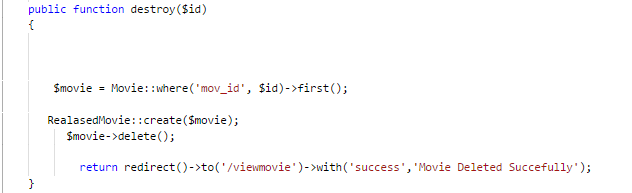 public function destroy($id)
{
$movie = Movie::where('mov_id', $id)->first();
RealasedMovie::create($movie);
$movie->delete();
return redirect()->to('/viewmovie')->with('success','Movie Deleted Succefully');
}